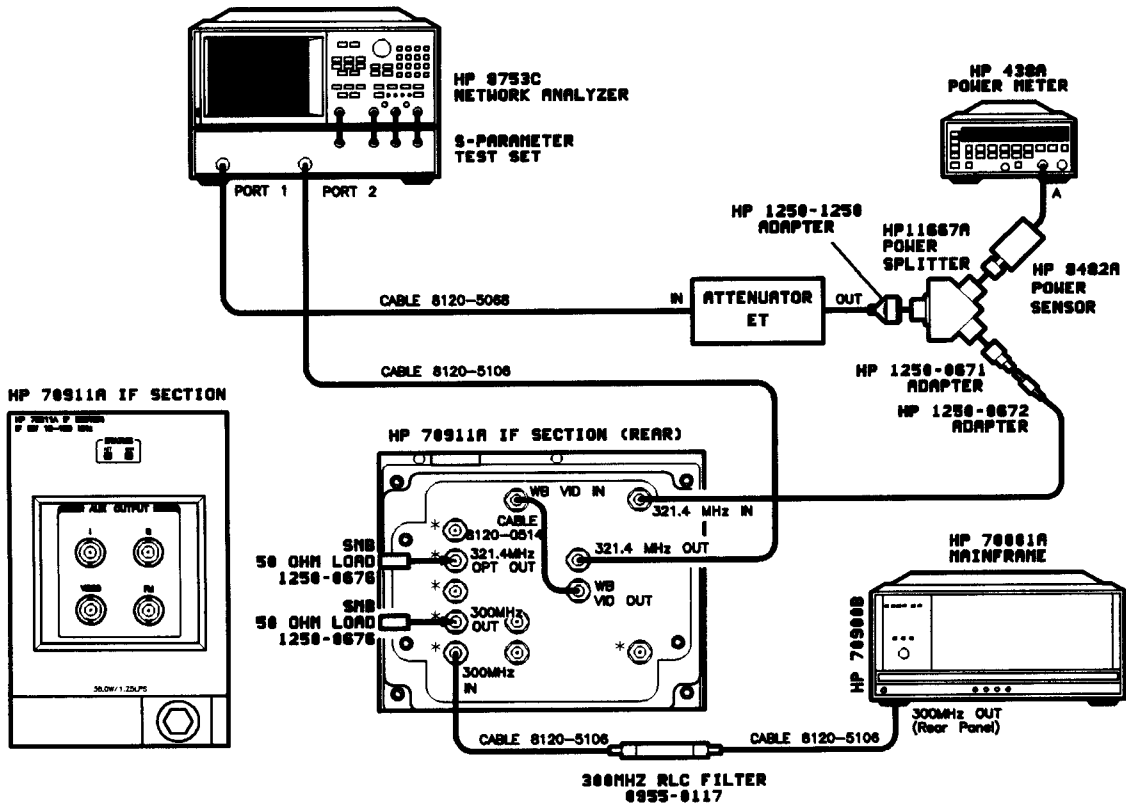 HP 8753C
NETWORK ANALYZER
S-PARAMETER
TEST SET
PORT 1
PORT 2
HP 438A
POWER METER
A
HP 1250-1250
ADAPTER
HP11667A
POWER
SPLITTER
HP 8482A
POWER
SENSOR
CABLE 8120-5068
IN
ATTENUATOR
ET
OUT
CABLE 8120-5106
HP 1250-0671
ADAPTER
HP 1250-0672
ADAPTER
HP 70911A IF SECTION
HP 70911A IF SECTION
STATUS
AUX OUTPUT
I
VIDEO
FM
HP 70911A IF SECTION (REAR)
WB VID IN
321.4 MHz IN
CABLE
8120-0514
*
SMB
50 OHM LOAD
1250-0676
*
321.4MHz
OPT OUT
321.4 MHz OUT
*
WB
VID OUT
SMB
50 OHM LOAD
1250-0676
*
300MHz
OUT
*
*
300MHz
IN
HP 70001A
MAINFRAME
HP 70900B
300MHz OUT
(Rear Panel)
CABLE 8120-5106
CABLE 8120-5106
300MHZ RLC FILTER
0955-0117